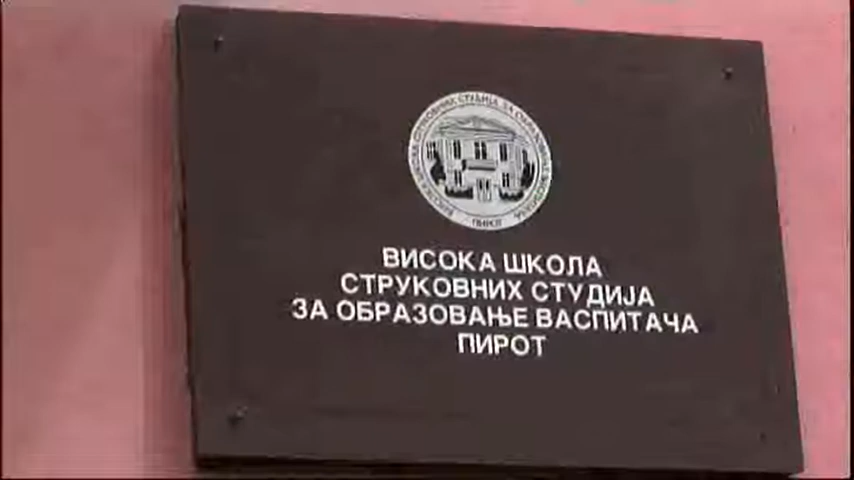 ВИСОКА ШКОЛА
СТРУКОВНИХ СТУДИЈА
ЗА ОБРАЗОВАЊЕ ВАСПИТАЧА
ПИРОТ